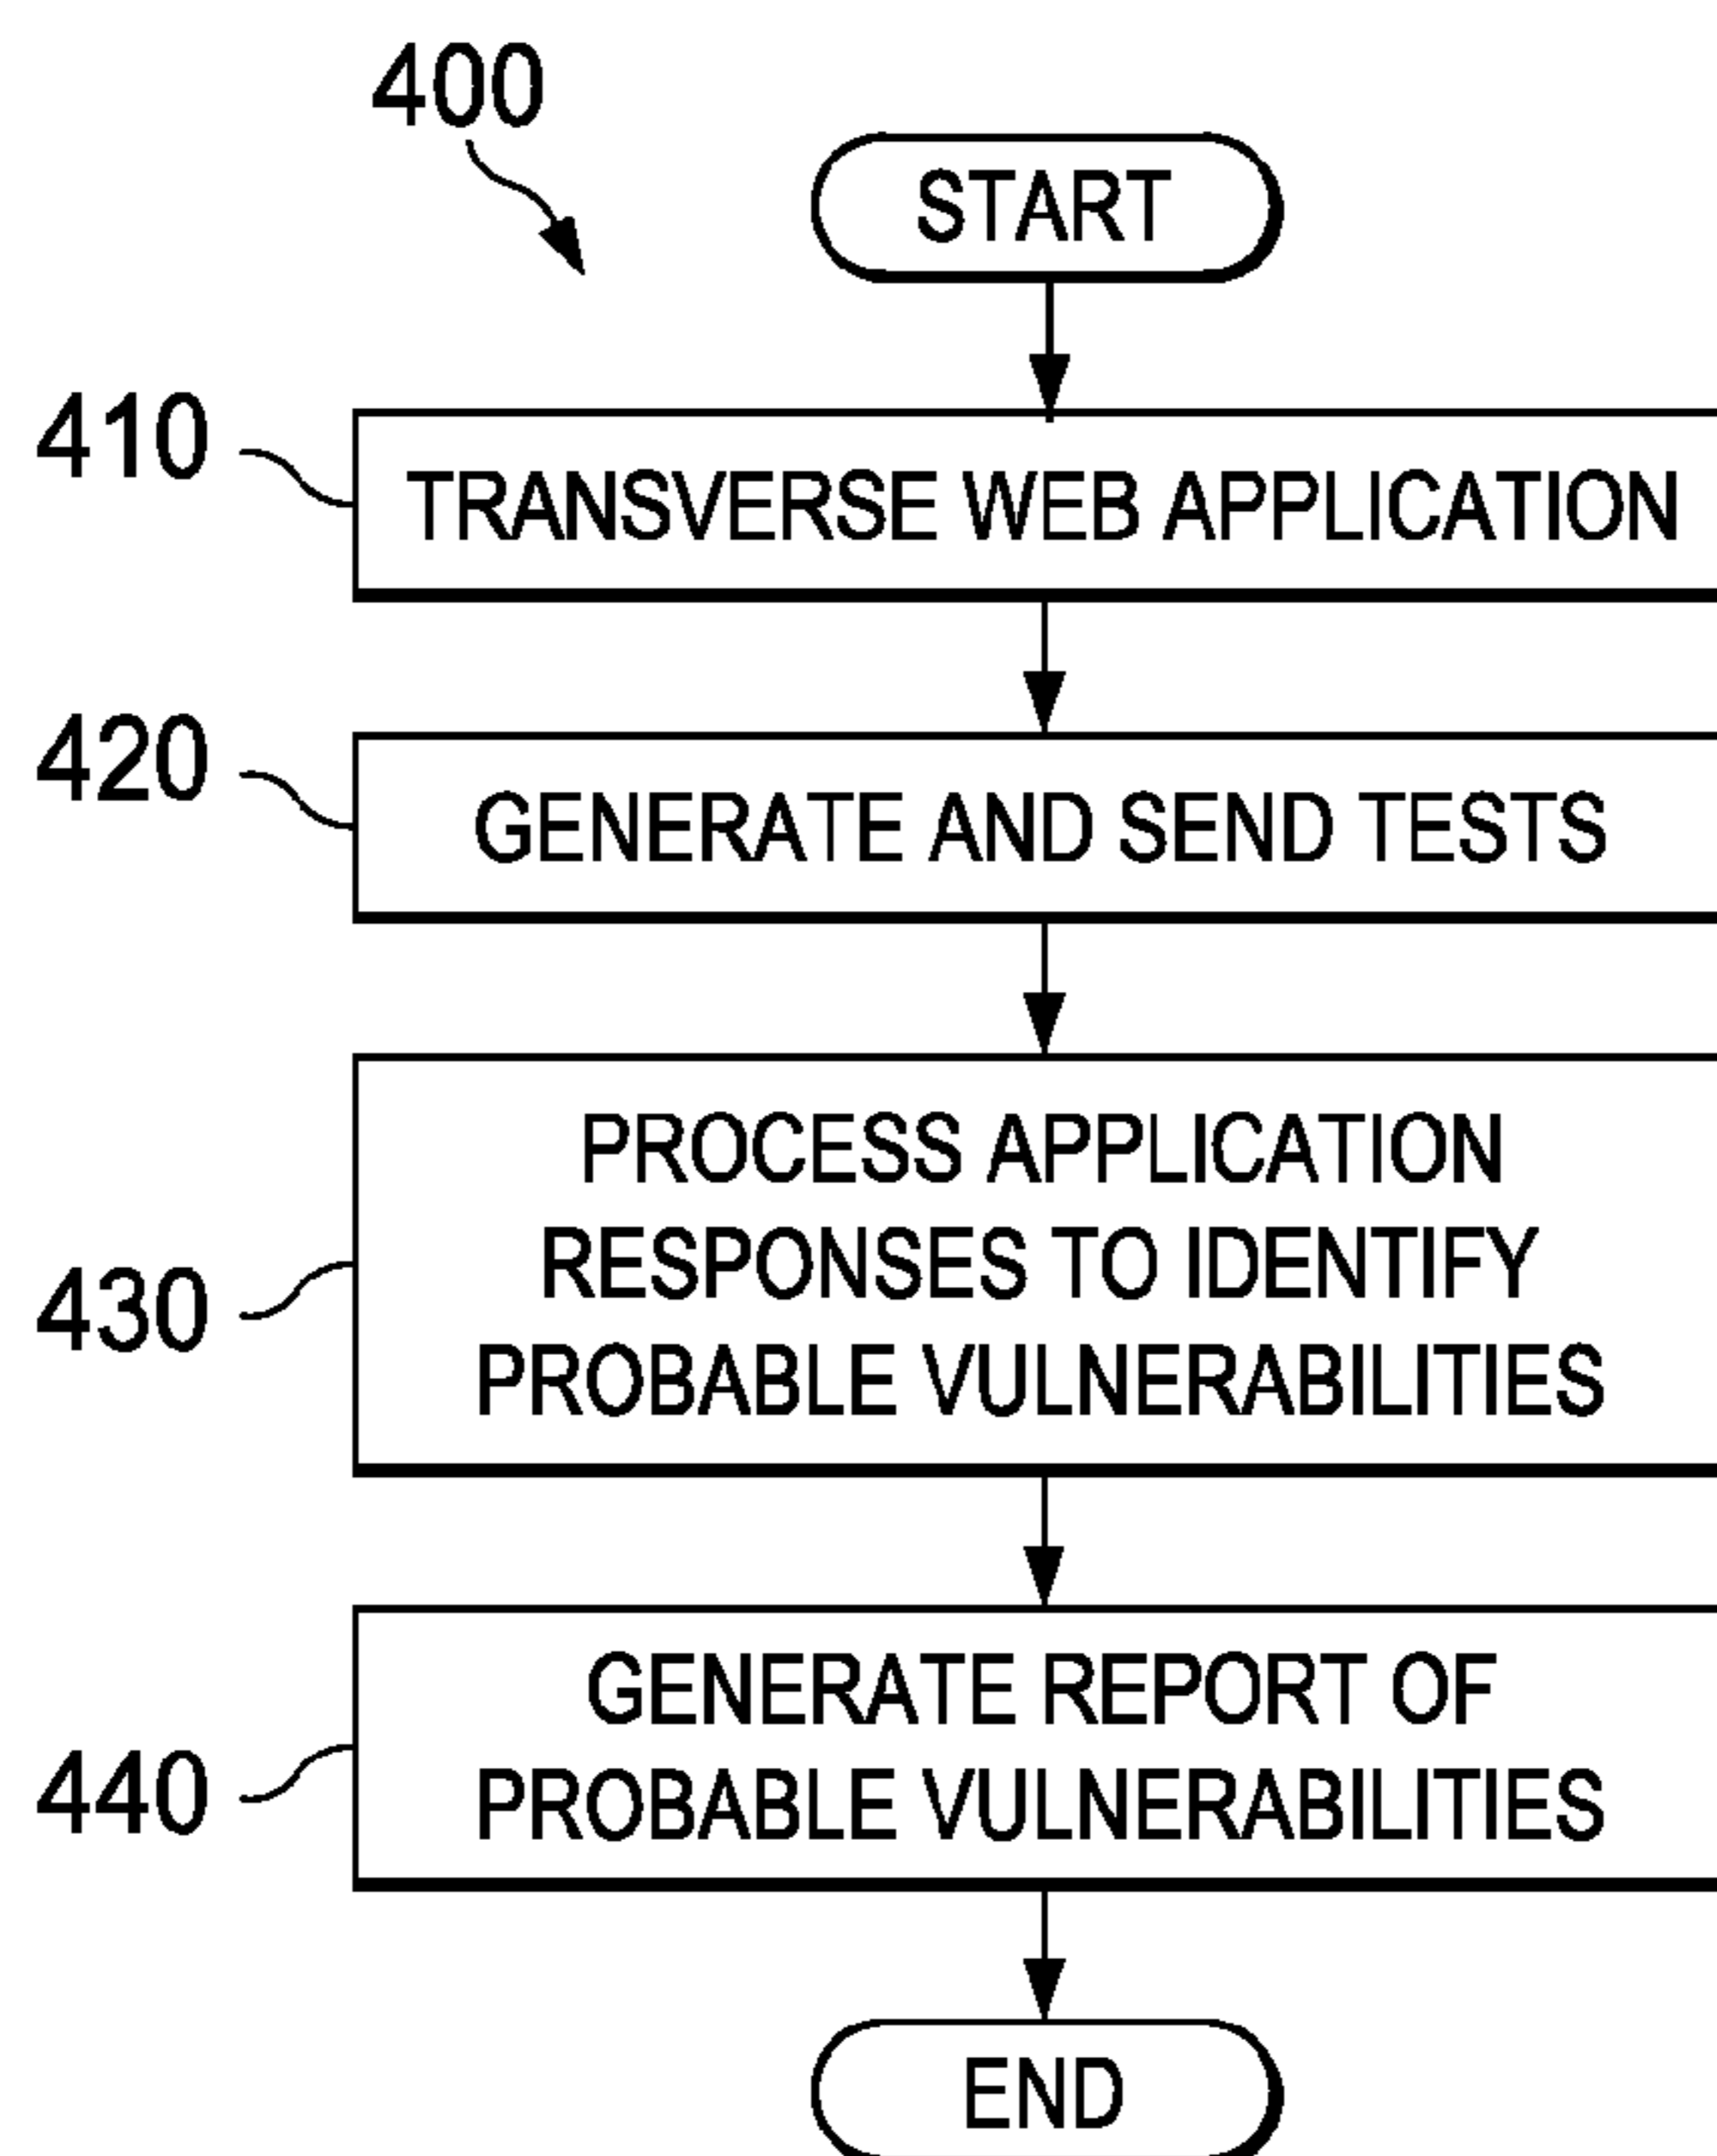 400
START
410
TRANSVERSE WEB APPLICATION
420
GENERATE AND SEND TESTS
430
PROCESS APPLICATION
RESPONSES TO IDENTIFY
PROBABLE VULNERABILITIES
440
GENERATE REPORT OF
PROBABLE VULNERABILITIES
END